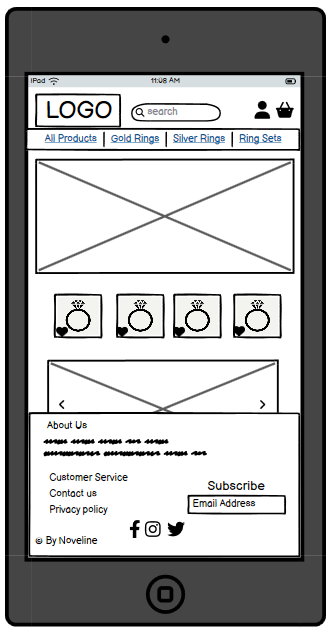 iPad 11:08 AM
LOGO
search
All Products Gold Rings Silver Rings Ring Sets
About Us
Customer Service
Contact us
Privacy policy
Subscribe
Email Address
© By Noveline